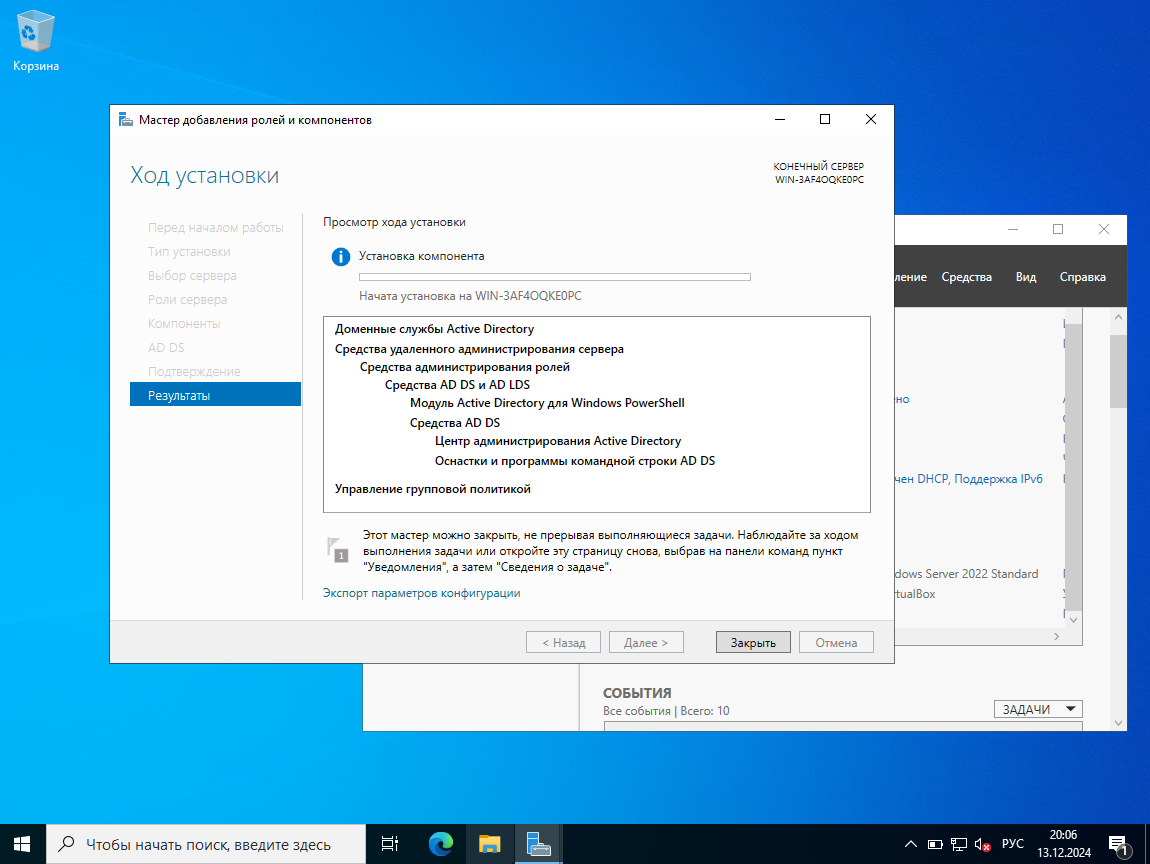 Корзина
Мастер добавления ролей и компонентов
Ход установки
КОНЕЧНЫЙ СЕРВЕР
WIN-3AF4OQKE0PC
Перед началом работы
Тип установки
Выбор сервера
Роли сервера
Компоненты
AD DS
Подтверждение
Результаты
Просмотр хода установки
Установка компонента
Начата установка на WIN-3AF4OQKE0PC
Доменные службы Active Directory
Средства удаленного администрирования сервера
Средства администрирования ролей
Средства AD DS и AD LDS
Модуль Active Directory для Windows PowerShell
Средства AD DS
Центр администрирования Active Directory
Оснастки и программы командной строки AD DS
Управление групповой политикой
1
Этот мастер можно закрыть, не прерывая выполняющиеся задачи. Наблюдайте за ходом
выполнения задачи или откройте эту страницу снова, выбрав на панели команд пункт
"Уведомления", а затем "Сведения о задаче".
Экспорт параметров конфигурации
< Назад
Далее >
Закрыть
Отмена
ление Средства Вид Справка
но
чен DHCP, Поддержка IPv6
dows Server 2022 Standard
rtualBox
СОБЫТИЯ
Все события | Всего: 10
ЗАДАЧИ
Чтобы начать поиск, введите здесь
РУС
20:06
13.12.2024
1